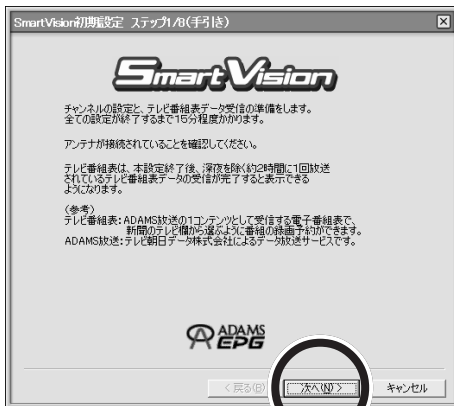 SmartVision初期設定 ステップ1/8(手引き)
SmartVision
チャンネルの設定と、テレビ番組表データ受信の準備をします。
全ての設定が終了するまで15分程度かかります。
アンテナが接続されていることを確認してください。
テレビ番組表は、本設定終了後、深夜を除く約2時間に1回放送
されているテレビ番組表データの受信が完了すると表示できる
ようになります。
(参考)
テレビ番組表：ADAMS放送の1コンテンツとして受信する電子番組表で、
新聞のテレビ欄から選ぶように番組の録画予約ができます。
ADAMS放送：テレビ朝日データ株式会社によるデータ放送サービスです。
ADAMS
EPG
< 戻る(B) 次へ(N) > キャンセル